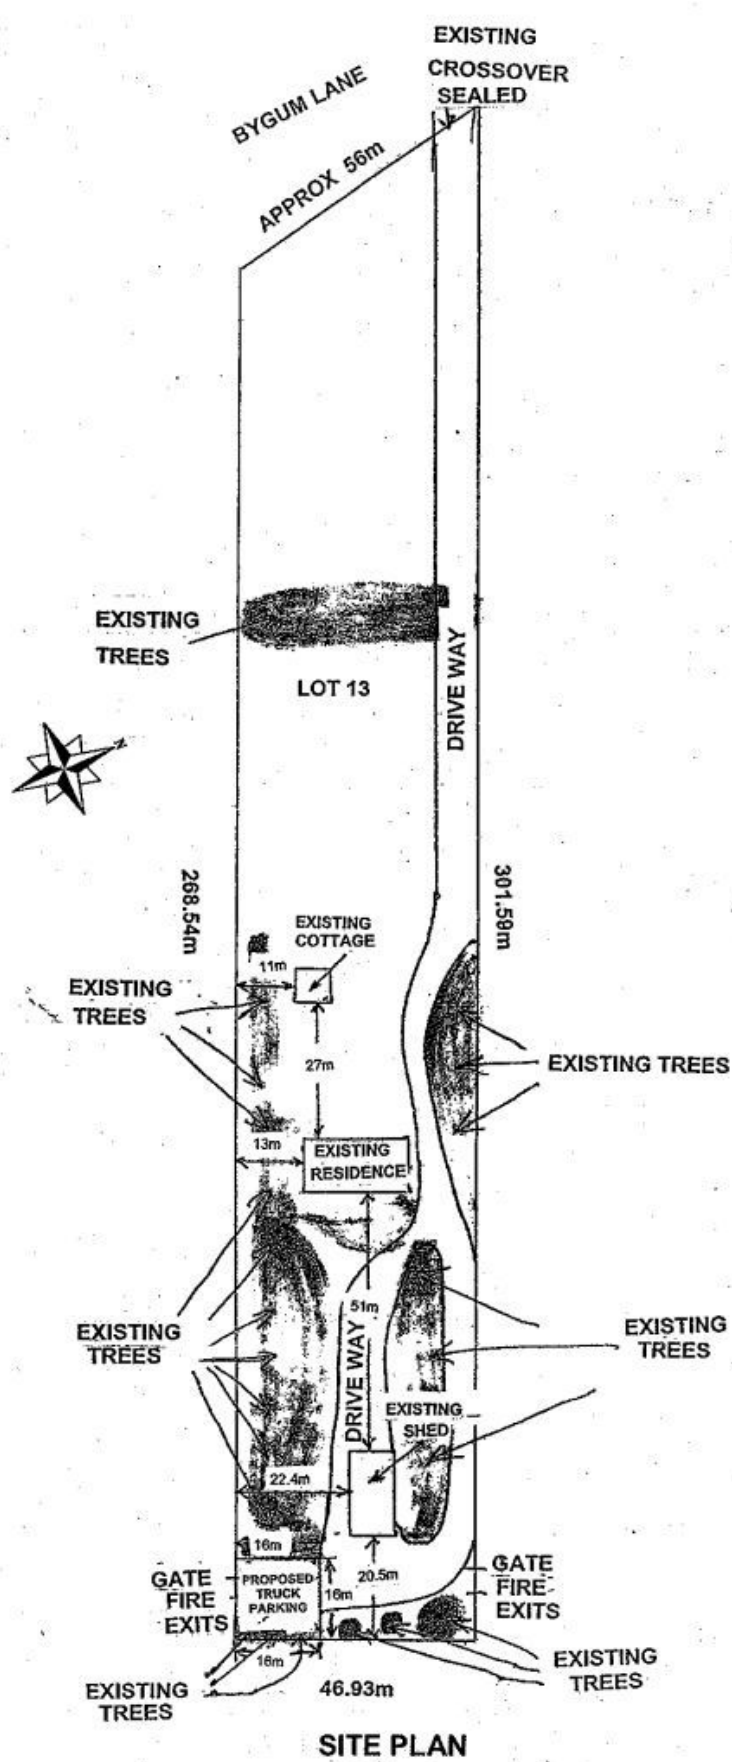 EXISTING
CROSSOVER
SEALED
BYGUM LANE
APPROX 56m
EXISTING
TREES
LOT 13
DRIVE WAY
N
268.54m
301.59m
EXISTING
COTTAGE
11m
EXISTING
TREES
27m
EXISTING TREES
13m
EXISTING
RESIDENCE
51m
EXISTING
TREES
EXISTING
TREES
DRIVE WAY
EXISTING
SHED
22.4m
16m
GATE
FIRE
EXITS
PROPOSED
TRUCK
PARKING
16m
20.5m
GATE
FIRE
EXITS
16m
EXISTING
TREES
46.93m
EXISTING
TREES
SITE PLAN